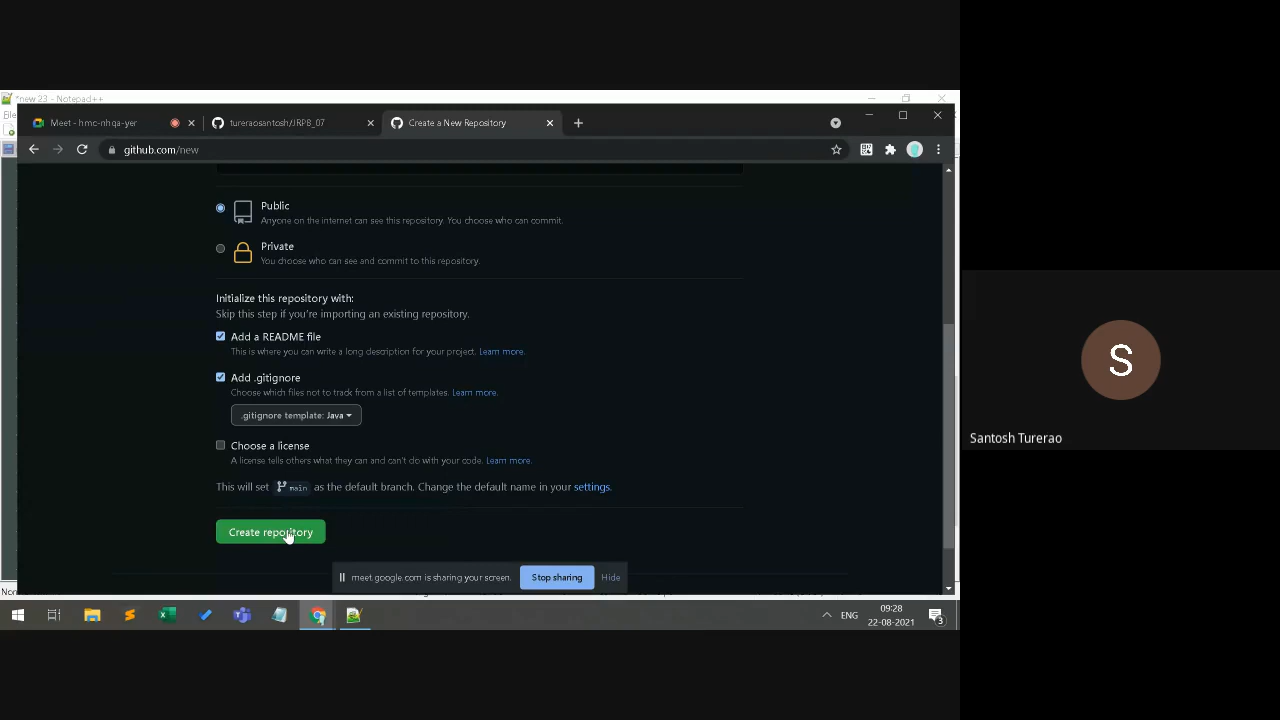 *new 23 - Notepad++
File
Meet - hmc-nhqa-yer
tureraosantosh/JRPB_07
Create a New Repository
github.com/new
Public
Anyone on the internet can see this repository. You choose who can commit.
Private
You choose who can see and commit to this repository.
Initialize this repository with:
Skip this step if you're importing an existing repository.
Add a README file
This is where you can write a long description for your project. Learn more.
Add .gitignore
Choose which files not to track from a list of templates. Learn more.
.gitignore template: Java
Choose a license
A license tells others what they can and can't do with your code. Learn more.
This will set main as the default branch. Change the default name in your settings.
Create repository
meet.google.com is sharing your screen.
Stop sharing
Hide
ENG
09:28
22-08-2021
3
S
Santosh Turerao